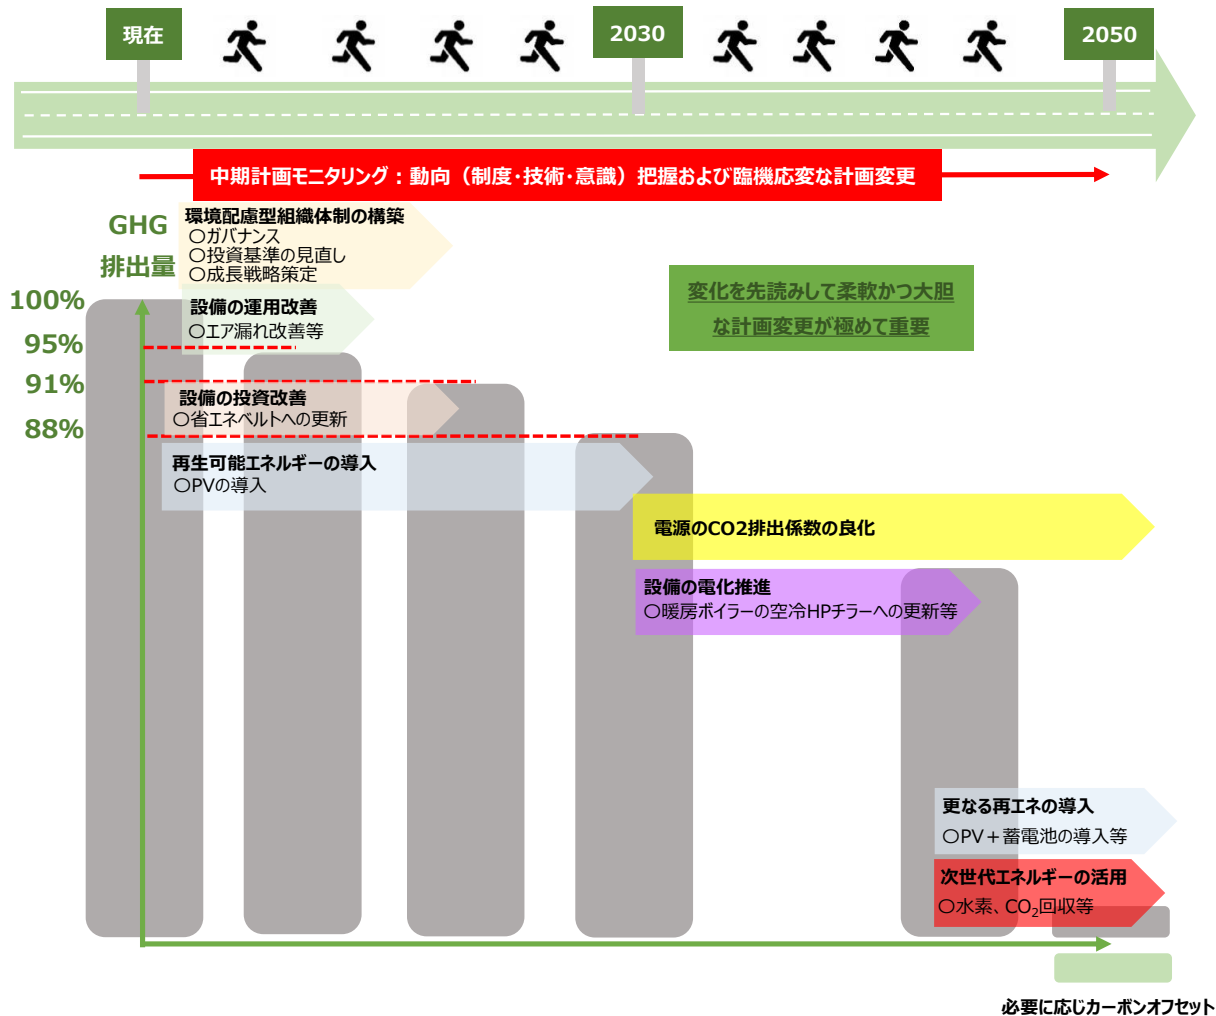 現在
2030
2050
中期計画モニタリング：動向（制度・技術・意識）把握および臨機応変な計画変更
GHG
排出量
環境配慮型組織体制の構築
〇ガバナンス
〇投資基準の見直し
〇成長戦略策定
変化を先読みして柔軟かつ大胆
な計画変更が極めて重要
100%
設備の運用改善
〇エア漏れ改善等
95%
91%
設備の投資改善
〇省エネベルトへの更新
88%
再生可能エネルギーの導入
〇PVの導入
電源のCO2排出係数の良化
設備の電化推進
〇暖房ボイラーの空冷HPチラーへの更新等
更なる再エネの導入
〇PV＋蓄電池の導入等
次世代エネルギーの活用
〇水素、CO₂回収等
必要に応じカーボンオフセット